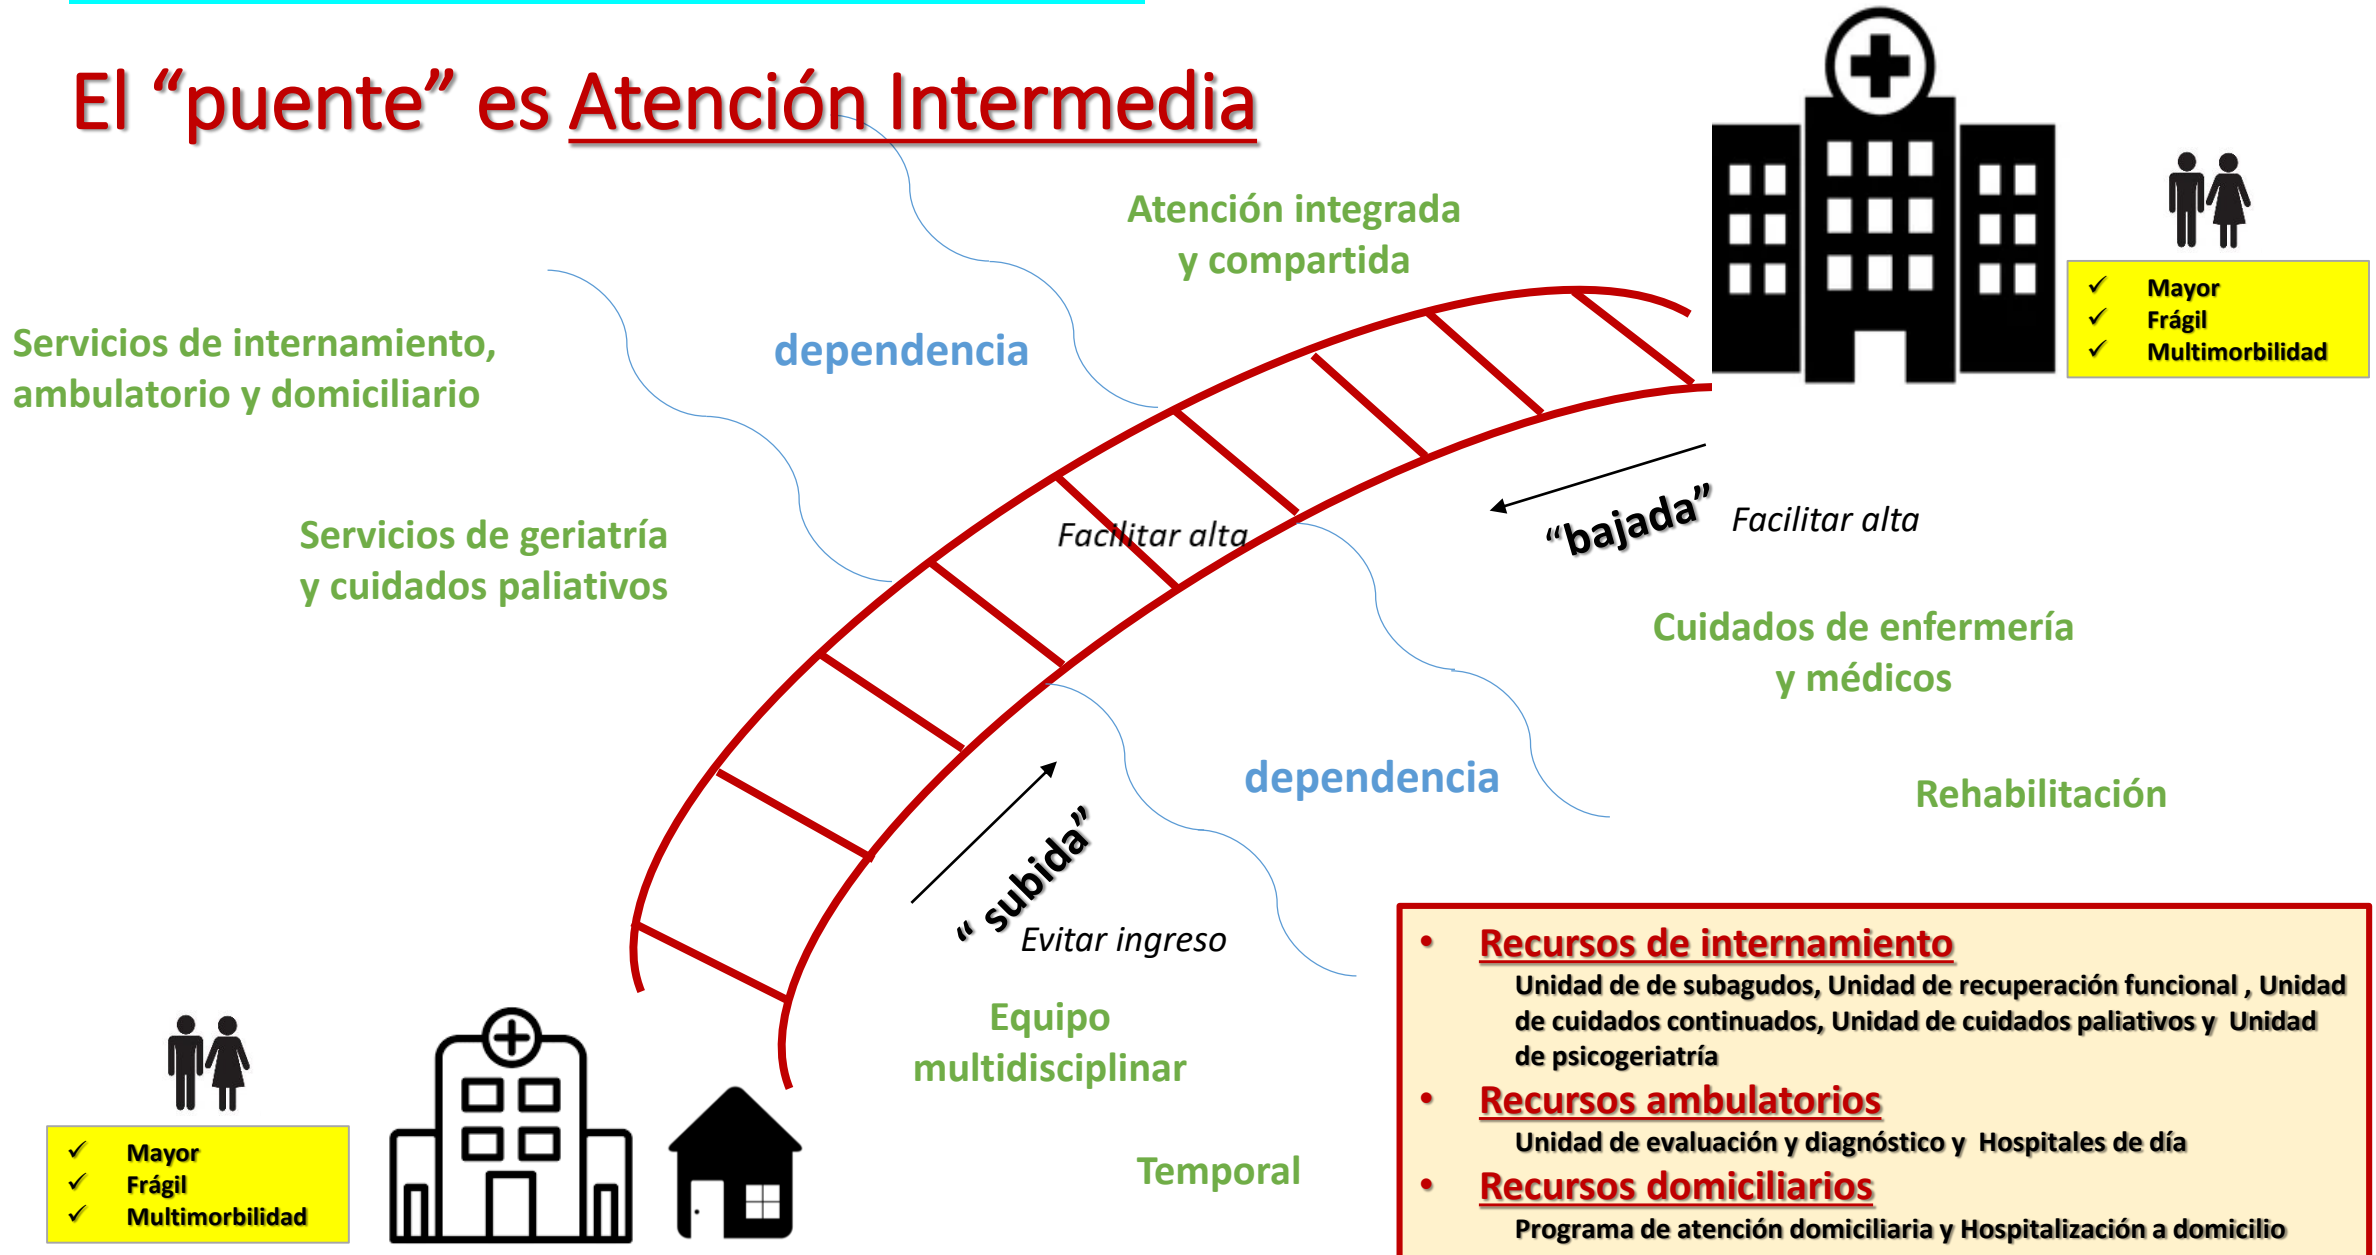 El “puente” es Atención Intermedia
Atención integrada
y compartida
✓ Mayor
✓ Frágil
✓ Multimorbilidad
Servicios de internamiento,
ambulatorio y domiciliario
dependencia
Servicios de geriatría
y cuidados paliativos
Facilitar alta
“bajada”
Facilitar alta
Cuidados de enfermería
y médicos
dependencia
Rehabilitación
“ subida”
Evitar ingreso
Equipo
multidisciplinar
Temporal
✓ Mayor
✓ Frágil
✓ Multimorbilidad
• Recursos de internamiento
Unidad de de subagudos, Unidad de recuperación funcional , Unidad
de cuidados continuados, Unidad de cuidados paliativos y Unidad
de psicogeriatría
• Recursos ambulatorios
Unidad de evaluación y diagnóstico y Hospitales de día
• Recursos domiciliarios
Programa de atención domiciliaria y Hospitalización a domicilio